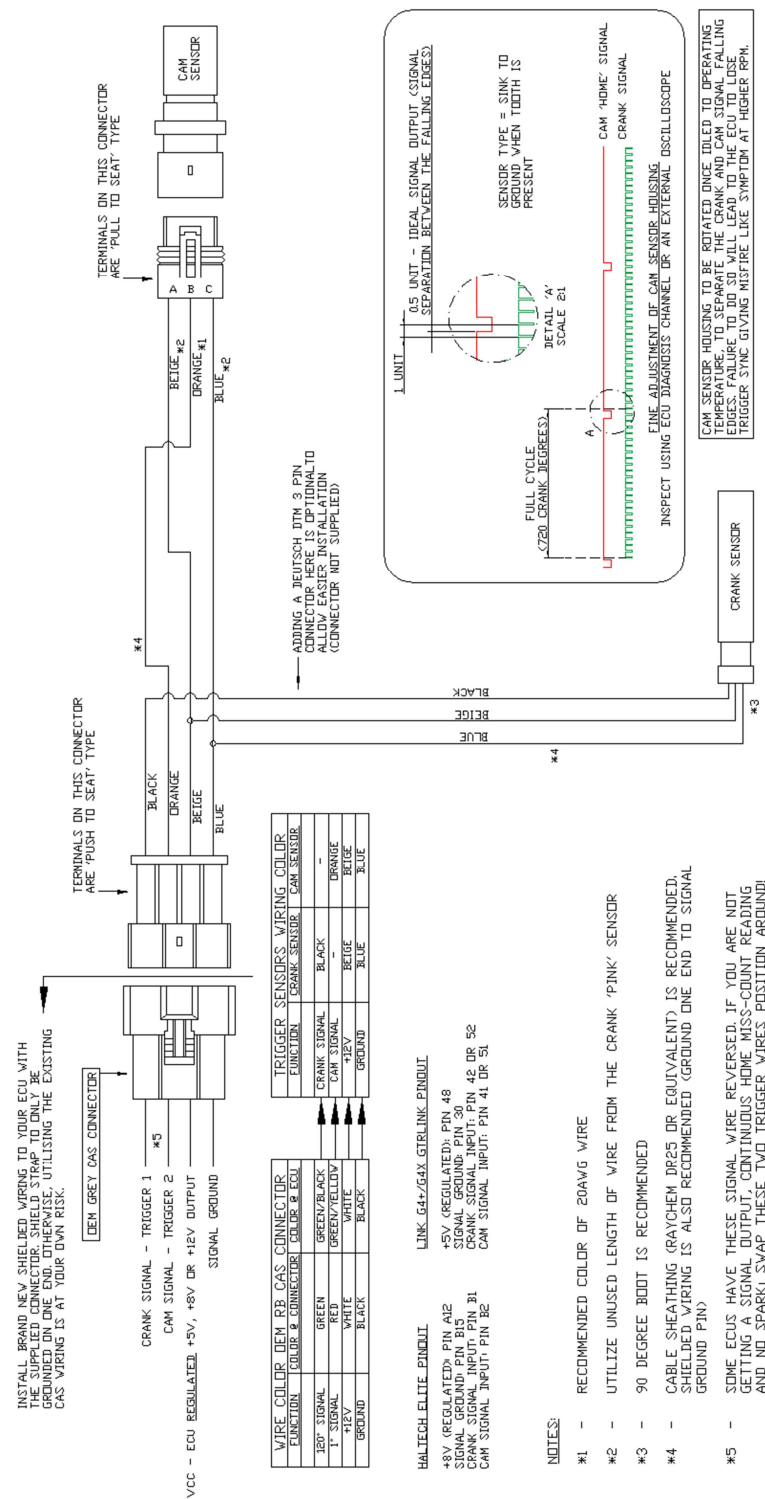 INSTALL BRAND NEW SHIELDED WIRING TO YOUR ECU WITH
THE SUPPLIED CONNECTOR. SHIELD STRAP TO ONLY BE
GROUNDED ON ONE END. OTHERWISE, UTILISING THE EXISTING
CAS WIRING IS AT YOUR OWN RISK.
OEM GREY CAS CONNECTOR
TERMINALS ON THIS CONNECTOR
ARE 'PUSH TO SEAT' TYPE
TERMINALS ON THIS CONNECTOR
ARE 'PULL TO SEAT' TYPE
CRANK SIGNAL - TRIGGER 1
*5
CAM SIGNAL - TRIGGER 2
VCC - ECU REGULATED +5V, +8V OR +12V OUTPUT
SIGNAL GROUND
BLACK
ORANGE
BEIGE
BLUE
*4
BEIGE *2
ORANGE *1
BLUE *2
A
B
C
CAM
SENSOR
ADDING A DEUTSCH DTM 3 PIN
CONNECTOR HERE IS OPTIONAL TO
ALLOW EASIER INSTALLATION
(CONNECTOR NOT SUPPLIED)
BLACK
BEIGE
BLUE
*4
*3
CRANK SENSOR
WIRE COLOR OEM RB CAS CONNECTOR
FUNCTION COLOR @ CONNECTOR COLOR @ ECU
120° SIGNAL GREEN GREEN/BLACK
1° SIGNAL RED GREEN/YELLOW
+12V WHITE WHITE
GROUND BLACK BLACK
TRIGGER SENSORS WIRING COLOR
FUNCTION CRANK SENSOR CAM SENSOR
CRANK SIGNAL BLACK -
CAM SIGNAL - ORANGE
+12V BEIGE BEIGE
GROUND BLUE BLUE
HALTECH ELITE PINOUT
+8V (REGULATED): PIN A12
SIGNAL GROUND: PIN B15
CRANK SIGNAL INPUT: PIN B1
CAM SIGNAL INPUT: PIN B2
LINK G4+/G4X GTRLINK PINOUT
+5V (REGULATED): PIN 48
SIGNAL GROUND: PIN 30
CRANK SIGNAL INPUT: PIN 42 OR 52
CAM SIGNAL INPUT: PIN 41 OR 51
NOTES:
*1 - RECOMMENDED COLOR OF 20AWG WIRE
*2 - UTILIZE UNUSED LENGTH OF WIRE FROM THE CRANK 'PINK' SENSOR
*3 - 90 DEGREE BOOT IS RECOMMENDED
*4 - CABLE SHEATHING (RAYCHEM DR25 OR EQUIVALENT) IS RECOMMENDED,
SHIELDED WIRING IS ALSO RECOMMENDED (GROUND ONE END TO SIGNAL
GROUND PIN)
*5 - SOME ECUS HAVE THESE SIGNAL WIRE REVERSED. IF YOU ARE NOT
GETTING A SIGNAL OUTPUT, CONTINUOUS HOME MISS-COUNT READING
AND NO SPARK; SWAP THESE TWO TRIGGER WIRES POSITION AROUND!
1 UNIT
0.5 UNIT - IDEAL SIGNAL OUTPUT (SIGNAL
SEPARATION BETWEEN THE FALLING EDGES)
DETAIL 'A'
SCALE 2:1
SENSOR TYPE = SINK TO
GROUND WHEN TOOTH IS
PRESENT
FULL CYCLE
(720 CRANK DEGREES)
A
CAM 'HOME' SIGNAL
CRANK SIGNAL
FINE ADJUSTMENT OF CAM SENSOR HOUSING
INSPECT USING ECU DIAGNOSIS CHANNEL OR AN EXTERNAL OSCILLOSCOPE
CAM SENSOR HOUSING TO BE ROTATED ONCE IDLED TO OPERATING
TEMPERATURE, TO SEPARATE THE CRANK AND CAM SIGNAL FALLING
EDGES. FAILURE TO DO SO WILL LEAD TO THE ECU TO LOSE
TRIGGER SYNC GIVING MISFIRE LIKE SYMPTOM AT HIGHER RPM.